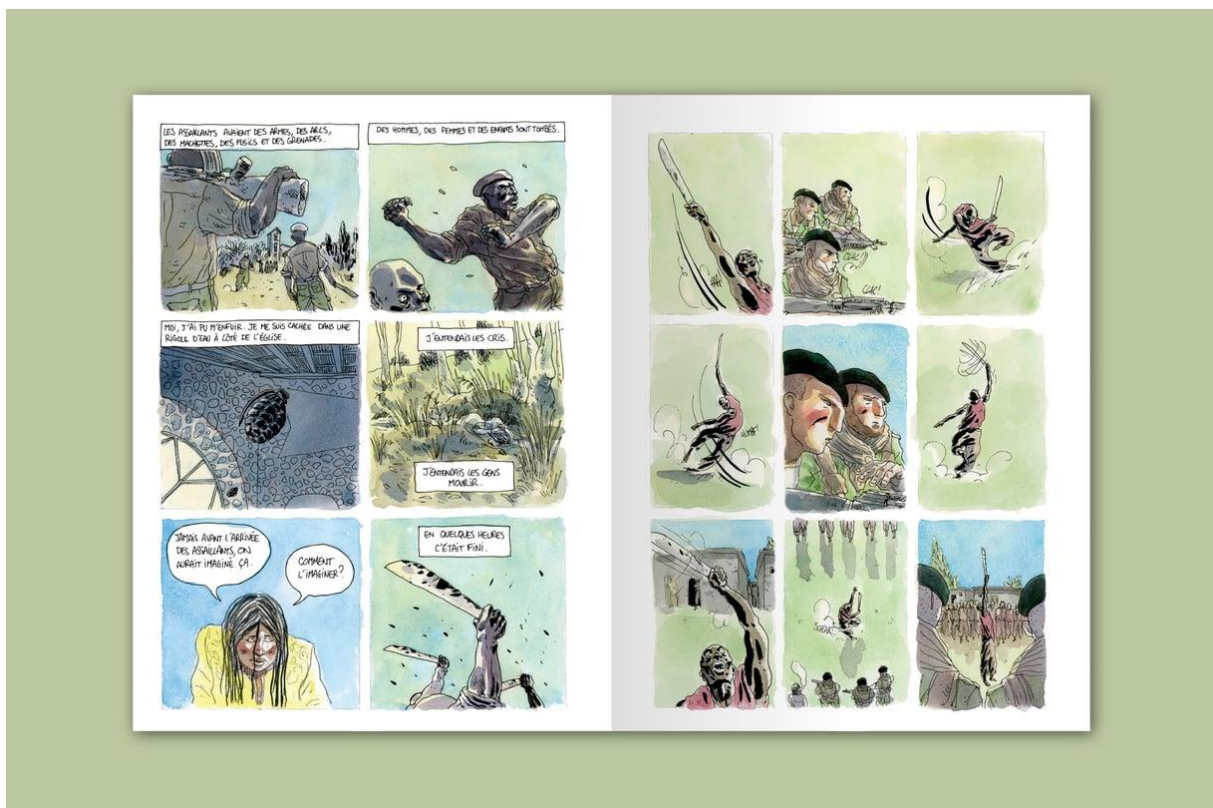 LES ASSAILLANTS AVAIENT DES ARMES, DES ARCS,
DES MACHETTES, DES FUSILS ET DES GRENADES.
DES HOMMES, DES FEMMES ET DES ENFANTS SONT TOMBÉS.
MOI, J'AI PU M'ENFUIR. JE ME SUIS CACHÉE DANS UNE
RIGOLE D'EAU À CÔTÉ DE L'ÉGLISE.
J'ENTENDAIS LES CRIS.
J'ENTENDAIS LES GENS
MOURIR.
JAMAIS AVANT L'ARRIVÉE
DES ASSAILLANTS, ON
AURAIT IMAGINÉ ÇA.
COMMENT
L'IMAGINER?
EN QUELQUES HEURES
C'ÉTAIT FINI.
CLAC!
CLAC!